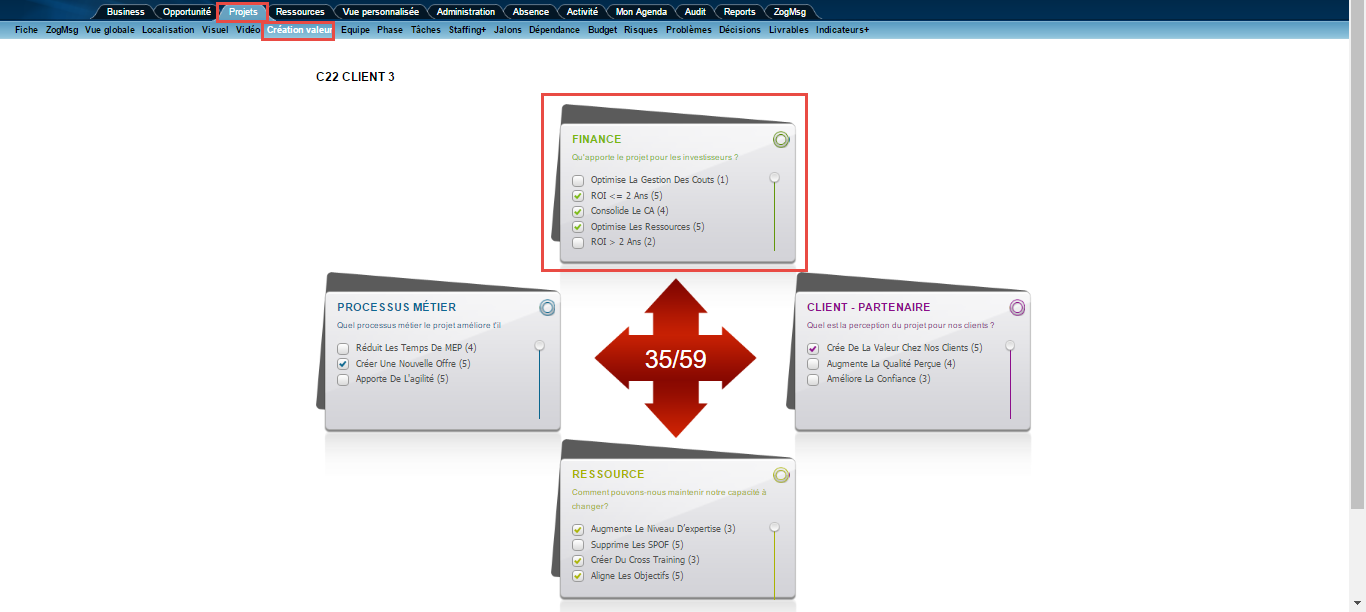 Business Opportunité Projets Ressources Vue personnalisée Administration Absence Activité Mon Agenda Audit Reports ZogMsg
Fiche ZogMsg Vue globale Localisation Visuel Vidéo Création valeur Equipe Phase Tâches Staffing+ Jalons Dépendance Budget Risques Problèmes Décisions Livrables Indicateurs+
C22 CLIENT 3
FINANCE
Qu'apporte le projet pour les investisseurs ?
Optimise La Gestion Des Couts (1)
ROI <= 2 Ans (5)
Consolide Le CA (4)
Optimise Les Ressources (5)
ROI > 2 Ans (2)
PROCESSUS MÉTIER
Quel processus métier le projet améliore t'il
Réduit Les Temps De MEP (4)
Créer Une Nouvelle Offre (5)
Apporte De L'agilité (5)
35/59
CLIENT - PARTENAIRE
Quel est la perception du projet pour nos clients ?
Crée De La Valeur Chez Nos Clients (5)
Augmente La Qualité Perçue (4)
Améliore La Confiance (3)
RESSOURCE
Comment pouvons-nous maintenir notre capacité à
changer?
Augmente Le Niveau D'expertise (3)
Supprime Les SPOF (5)
Créer Du Cross Training (3)
Aligne Les Objectifs (5)